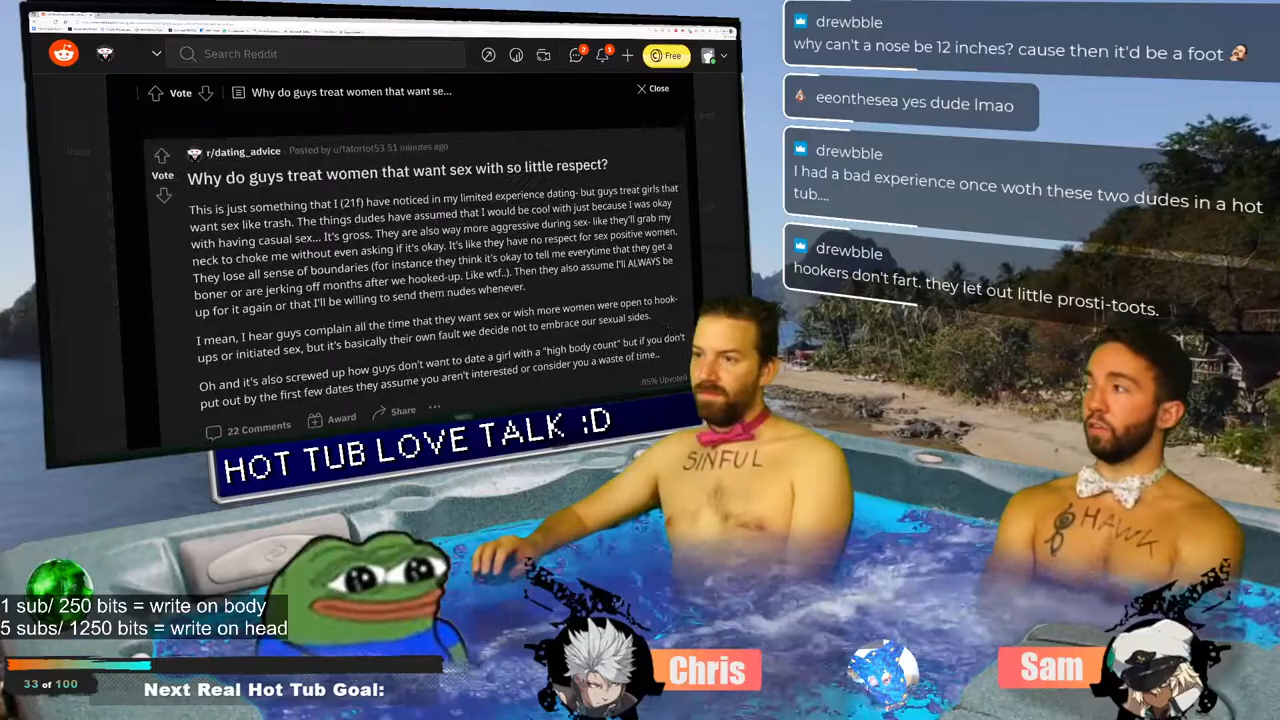 Search Reddit
2
3
Free
Vote
Why do guys treat women that want se...
Close
r/dating_advice · Posted by u/tatortot53 51 minutes ago
Vote
Why do guys treat women that want sex with so little respect?
This is just something that I (21f) have noticed in my limited experience dating- but guys treat girls that
want sex like trash. The things dudes have assumed that I would be cool with just because I was okay
with having casual sex... It's gross. They are also way more aggressive during sex- like they'll grab my
neck to choke me without even asking if it's okay. It's like they have no respect for sex positive women.
They lose all sense of boundaries (for instance they think it's okay to tell me everytime that they get a
boner or are jerking off months after we hooked-up. Like wtf..). Then they also assume I'll ALWAYS be
up for it again or that I'll be willing to send them nudes whenever.
I mean, I hear guys complain all the time that they want sex or wish more women were open to hook-
ups or initiated sex, but it's basically their own fault we decide not to embrace our sexual sides.
Oh and it's also screwed up how guys don't want to date a girl with a "high body count" but if you don't
put out by the first few dates they assume you aren't interested or consider you a waste of time..
85% Upvoted
22 Comments
Award
Share
HOT TUB LOVE TALK :D
drewbble
why can't a nose be 12 inches? cause then it'd be a foot
eeonthesea yes dude lmao
drewbble
I had a bad experience once woth these two dudes in a hot
tub....
drewbble
hookers don't fart. they let out little prosti-toots.
SINFUL
HAWK
1 sub/ 250 bits = write on body
5 subs/ 1250 bits = write on head
33 of 100
Next Real Hot Tub Goal:
Chris
Sam